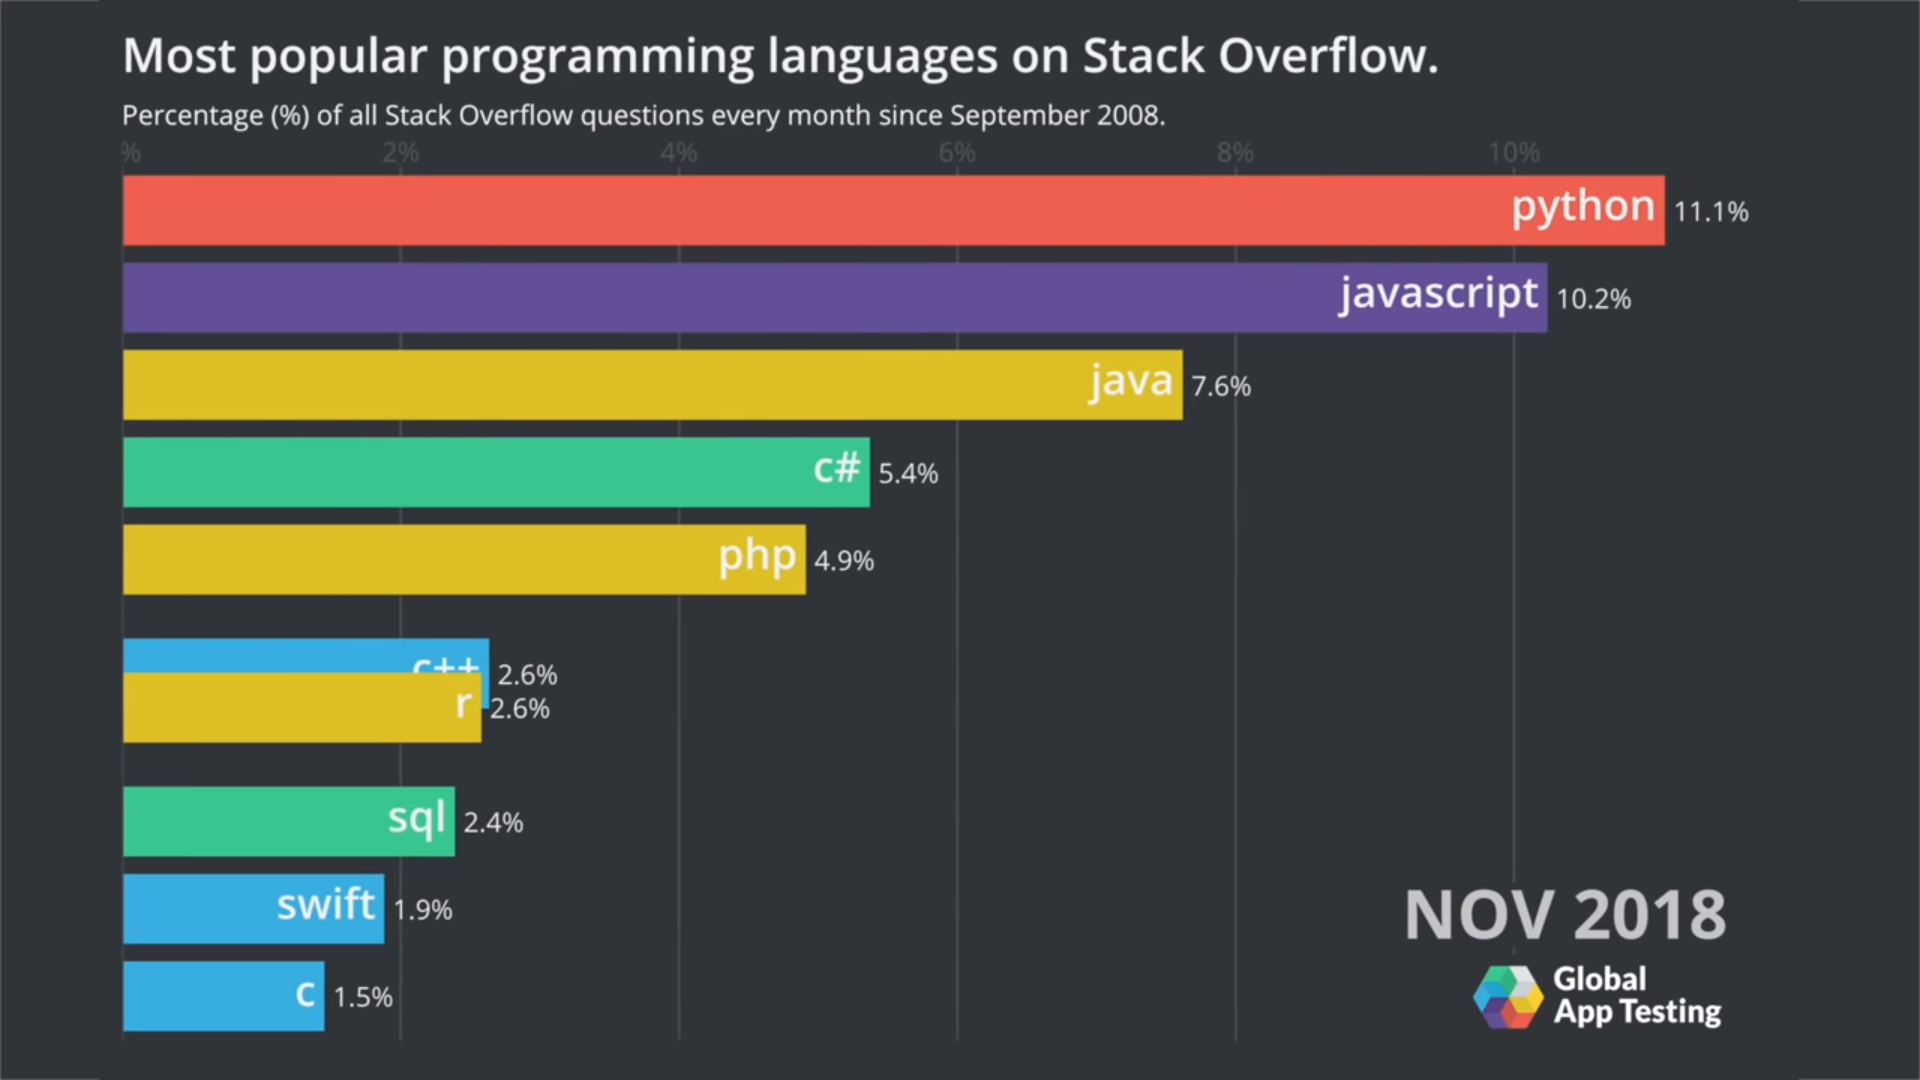 Most popular programming languages on Stack Overflow.
Percentage (%) of all Stack Overflow questions every month since September 2008.
% 2% 4% 6% 8% 10%
python 11.1%
javascript 10.2%
java 7.6%
c# 5.4%
php 4.9%
c++ 2.6%
r 2.6%
sql 2.4%
swift 1.9%
c 1.5%
NOV 2018
Global
App Testing